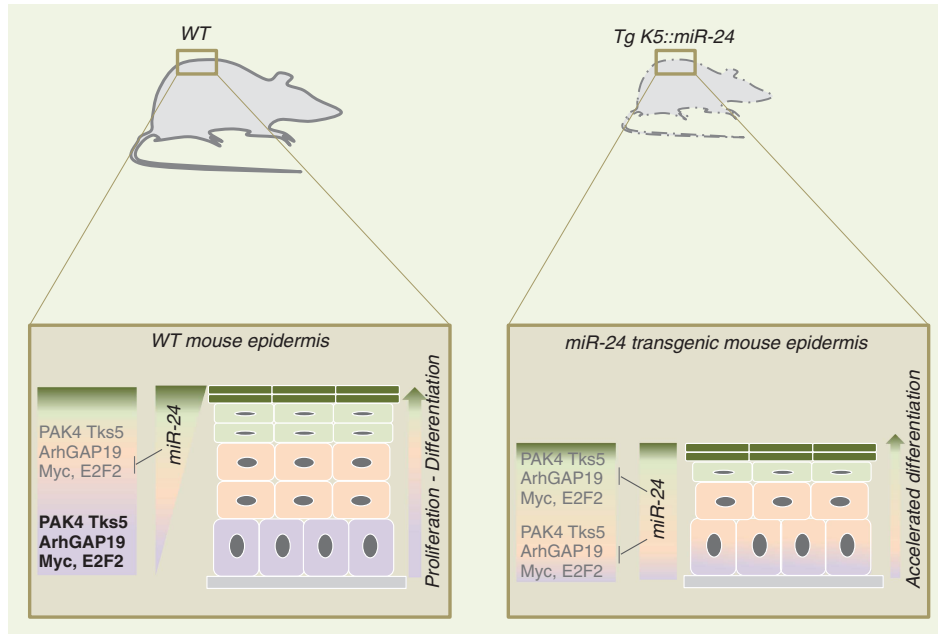 WT
Tg K5::miR-24
WT mouse epidermis
PAK4 Tks5
ArhGAP19
Myc, E2F2
PAK4 Tks5
ArhGAP19
Myc, E2F2
miR-24
Proliferation - Differentiation
miR-24 transgenic mouse epidermis
PAK4 Tks5
ArhGAP19
Myc, E2F2
PAK4 Tks5
ArhGAP19
Myc, E2F2
miR-24
Accelerated differentiation